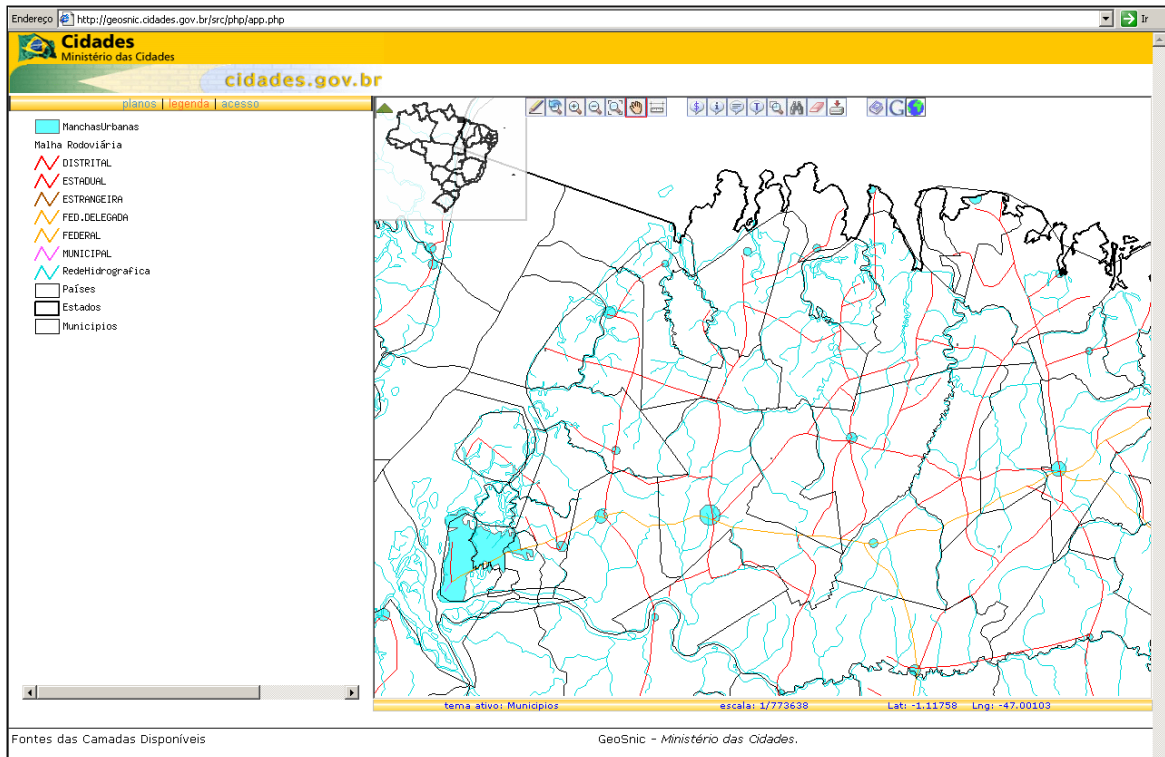 Endereço http://geosnic.cidades.gov.br/src/php/app.php Ir
Cidades
Ministério das Cidades
cidades.gov.br
planos | legenda | acesso
ManchasUrbanas
Malha Rodoviária
DISTRITAL
ESTADUAL
ESTRANGEIRA
FED.DELEGADA
FEDERAL
MUNICIPAL
RedeHidrografica
Países
Estados
Municipios
tema ativo: Municipios escala: 1/773638 Lat: -1.11758 Lng: -47.00103
Fontes das Camadas Disponíveis
GeoSnic - Ministério das Cidades.